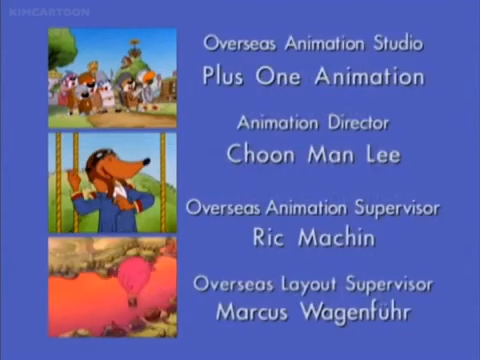 KIMCARTOON
Overseas Animation Studio
Plus One Animation
Animation Director
Choon Man Lee
Overseas Animation Supervisor
Ric Machin
Overseas Layout Supervisor
Marcus Wagenführ